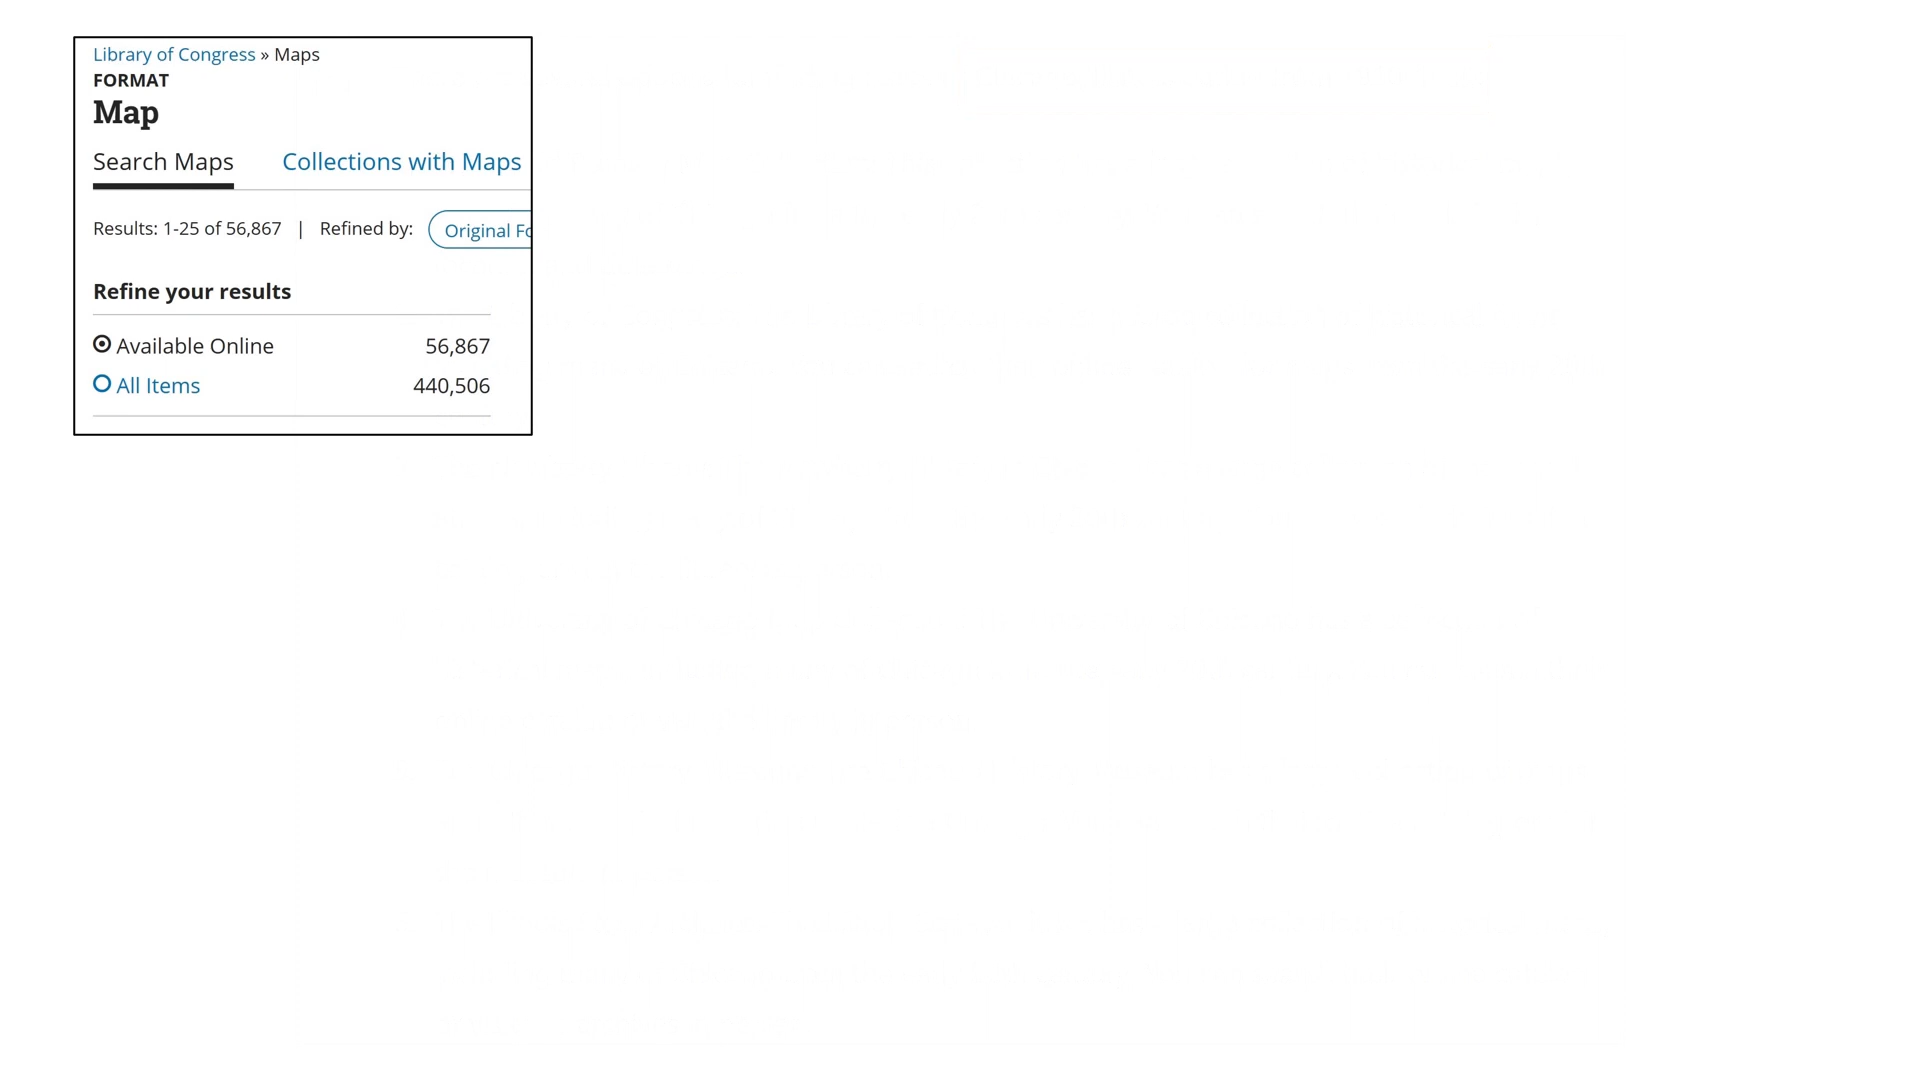 Library of Congress » Maps
FORMAT
Map
Search Maps Collections with Maps
Results: 1-25 of 56,867 | Refined by: Original
Refine your results
Available Online 56,867
All Items 440,506